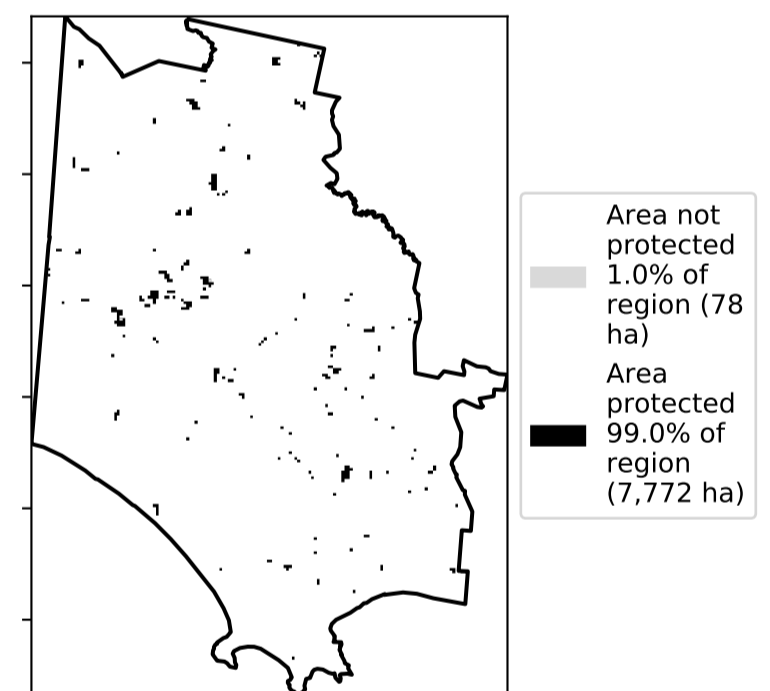 Area not
protected
1.0% of
region (78
ha)
Area
protected
99.0% of
region
(7,772 ha)